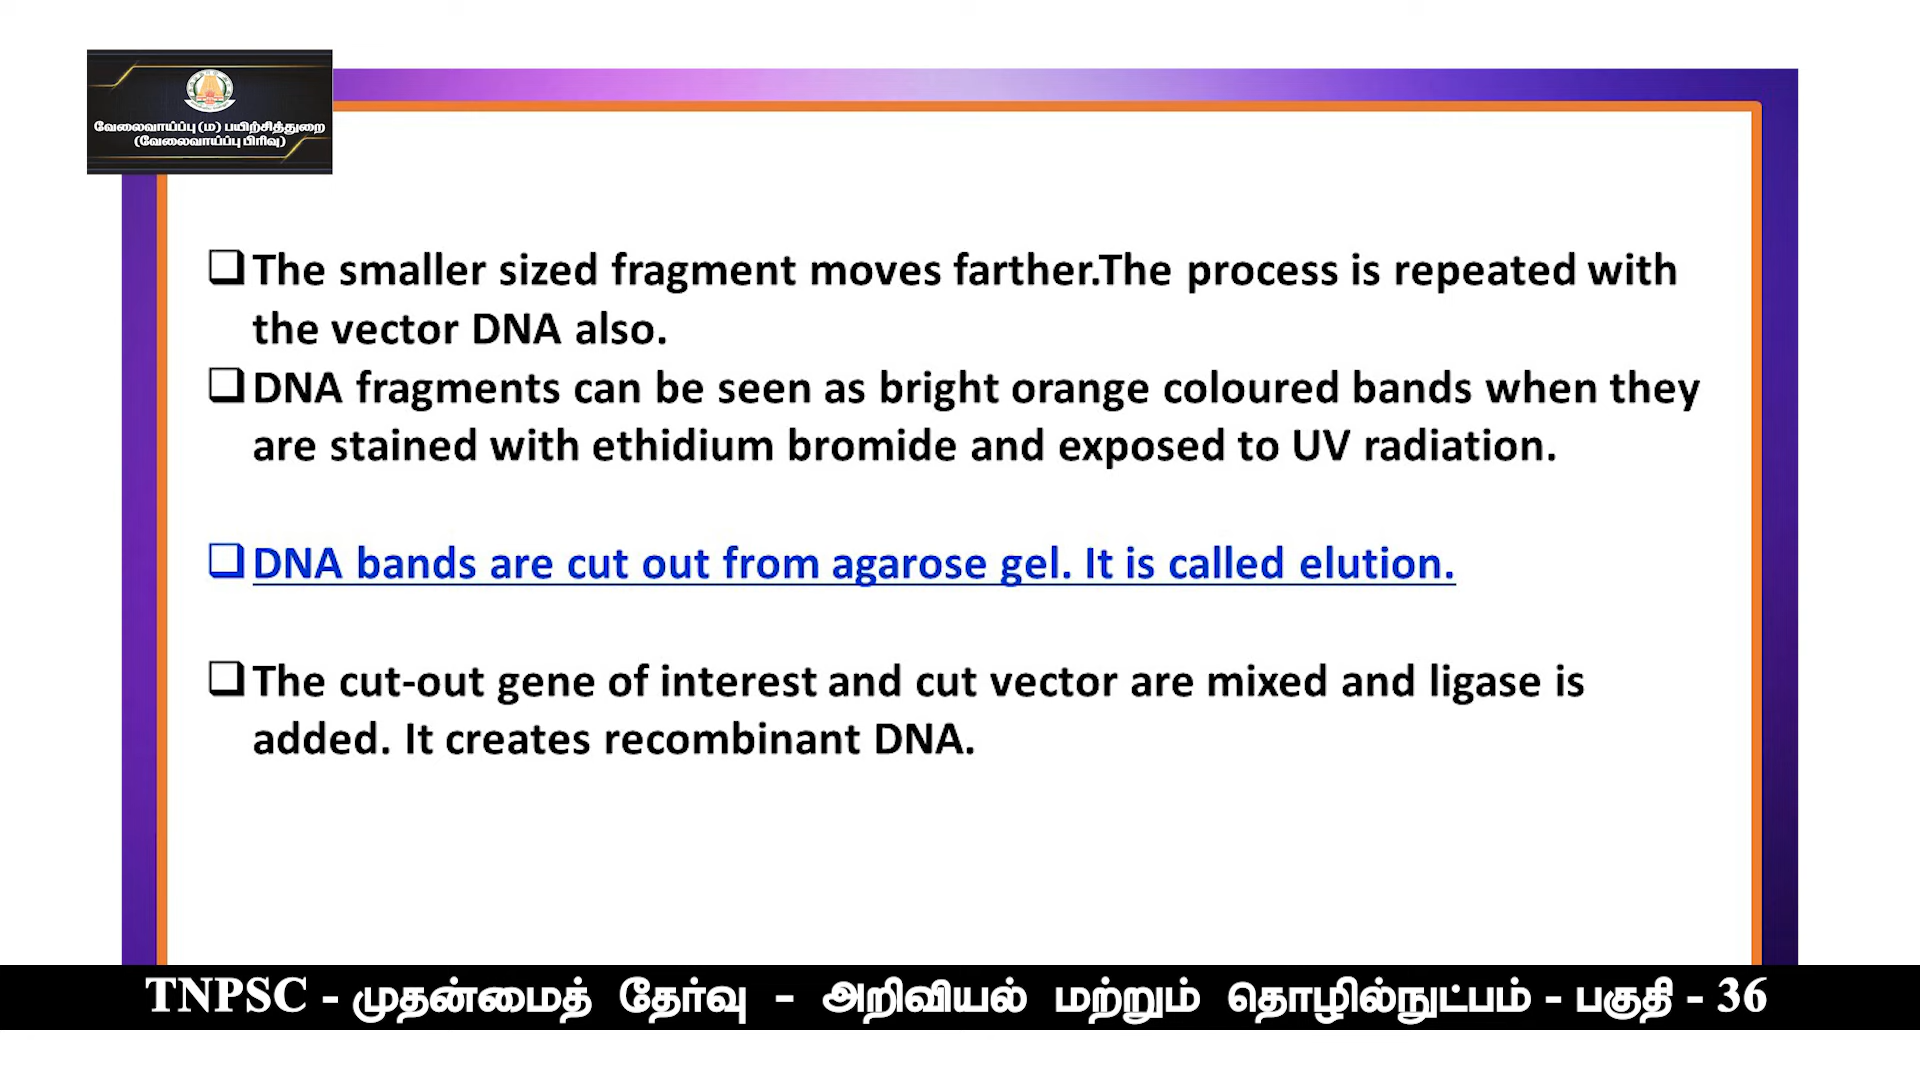 வேலைவாய்ப்பு (ம) பயிற்சித்துறை
(வேலைவாய்ப்பு பிரிவு)
The smaller sized fragment moves farther.The process is repeated with
the vector DNA also.
DNA fragments can be seen as bright orange coloured bands when they
are stained with ethidium bromide and exposed to UV radiation.
DNA bands are cut out from agarose gel. It is called elution.
The cut-out gene of interest and cut vector are mixed and ligase is
added. It creates recombinant DNA.
TNPSC - முதன்மைத் தேர்வு - அறிவியல் மற்றும் தொழில்நுட்பம் - பகுதி - 36